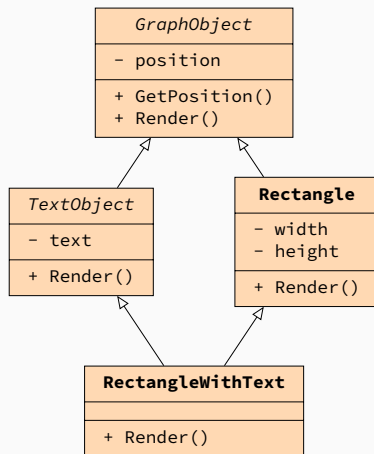 GraphObject
- position
+ GetPosition()
+ Render()
TextObject
- text
+ Render()
Rectangle
- width
- height
+ Render()
RectangleWithText
+ Render()